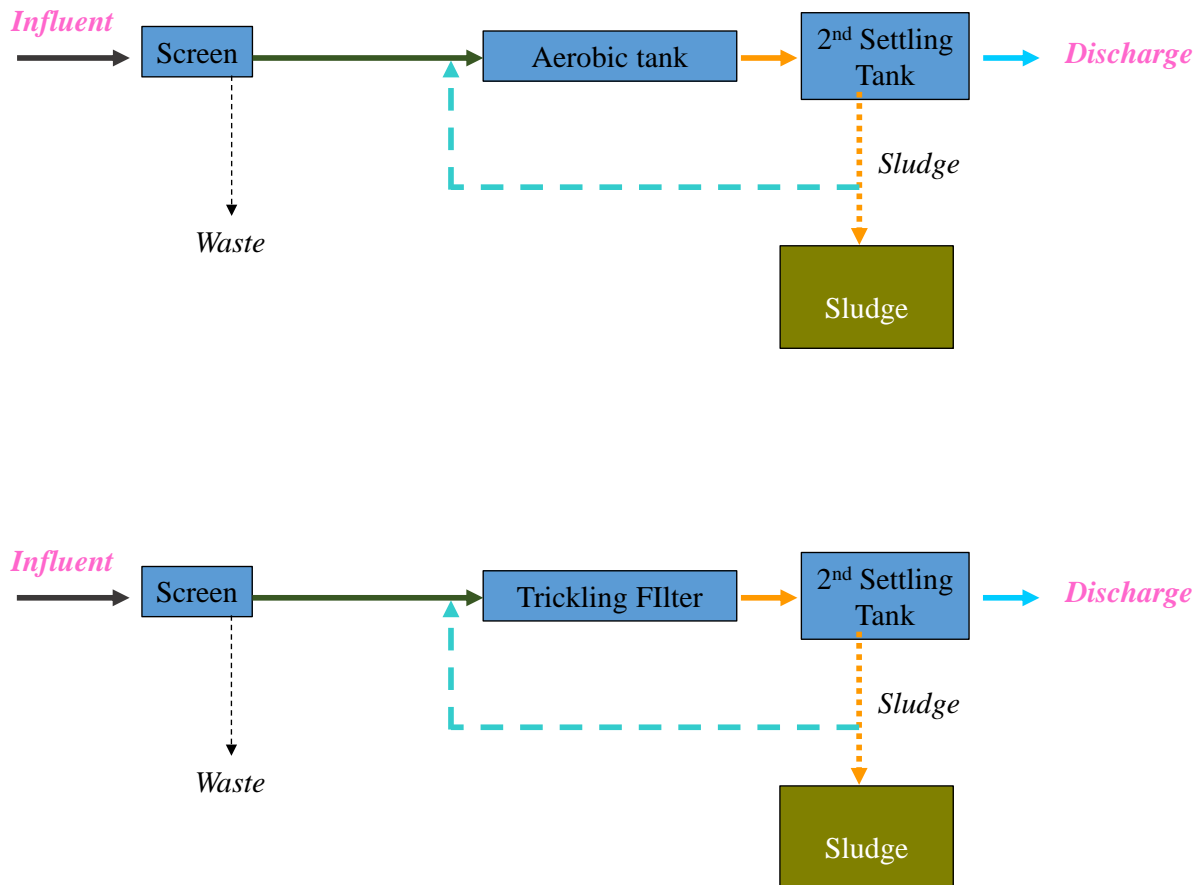 Influent
Screen
Aerobic tank
2nd Settling
Tank
Discharge
Sludge
Waste
Sludge
Influent
Screen
Trickling FIlter
2nd Settling
Tank
Discharge
Sludge
Waste
Sludge